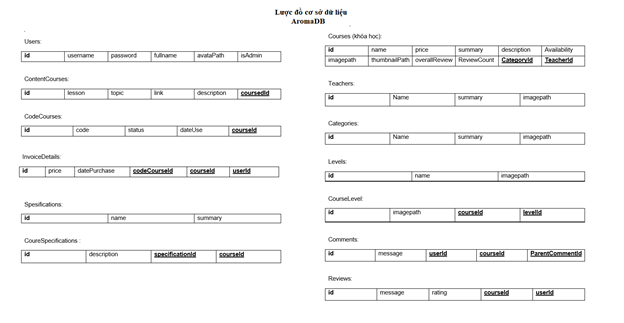 Lược đồ cơ sở dữ liệu
AromaDB
Users:
id username password fullname avataPath isAdmin
ContentCourses:
id lesson topic link description coursedId
CodeCourses:
id code status dateUse courseId
InvoiceDetails:
id price datePurchase codeCourseId courseId userId
Spesifications:
id name summary
CoureSpecifications :
id description specificationId courseId
Courses (khóa học):
id name price summary description Availability
imagepath thumbnailPath overallReview ReviewCount CategoryId TeacherId
Teachers:
id Name summary imagepath
Categories:
id Name summary imagepath
Levels:
id name imagepath
CourseLevel:
id imagepath courseId levelId
Comments:
id message userId courseId ParentCommentId
Reviews:
id message rating courseId userId